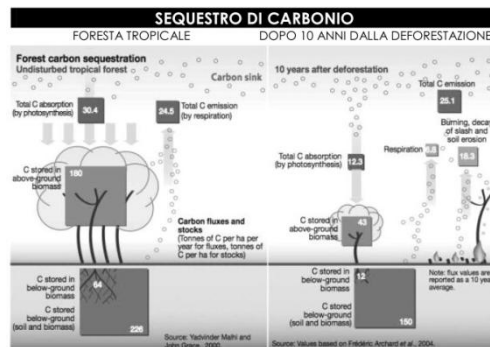 SEQUESTRO DI CARBONIO
FORESTA TROPICALE
DOPO 10 ANNI DALLA DEFORESTAZIONE
Forest carbon sequestration
Undisturbed tropical forest
Carbon sink
Total C absorption
(by photosynthesis)
30.4
24.5
Total C emission
(by respiration)
C stored in
above-ground
biomass
180
Carbon fluxes and
stocks
(Tonnes of C per ha per
year for fluxes, tonnes
of C per ha for stocks)
C stored in
below-ground
biomass
64
C stored
below-ground
(soil and biomass)
226
Source: Yadvinder Malhi and
John Grace, 2000.
10 years after deforestation
Total C emission
25.1
Burning, decay
of slash and
soil erosion
Respiration
18.3
Total C absorption
(by photosynthesis)
12.3
C stored in
above-ground
biomass
43
C stored in
below-ground
biomass
12
C stored
below-ground
(soil and biomass)
150
Note: flux values are
reported as a 10 year
average.
Source: Values based on Frédéric Archard et al., 2004.